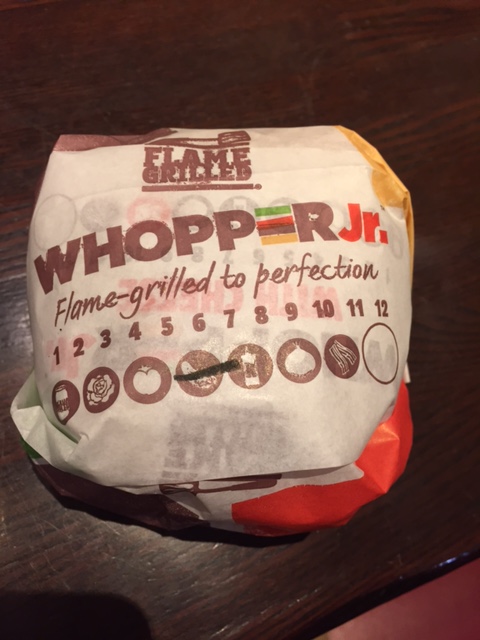 FLAME
GRILLED
WHOPPER Jr.
Flame-grilled to perfection
1 2 3 4 5 6 7 8 9 10 11 12